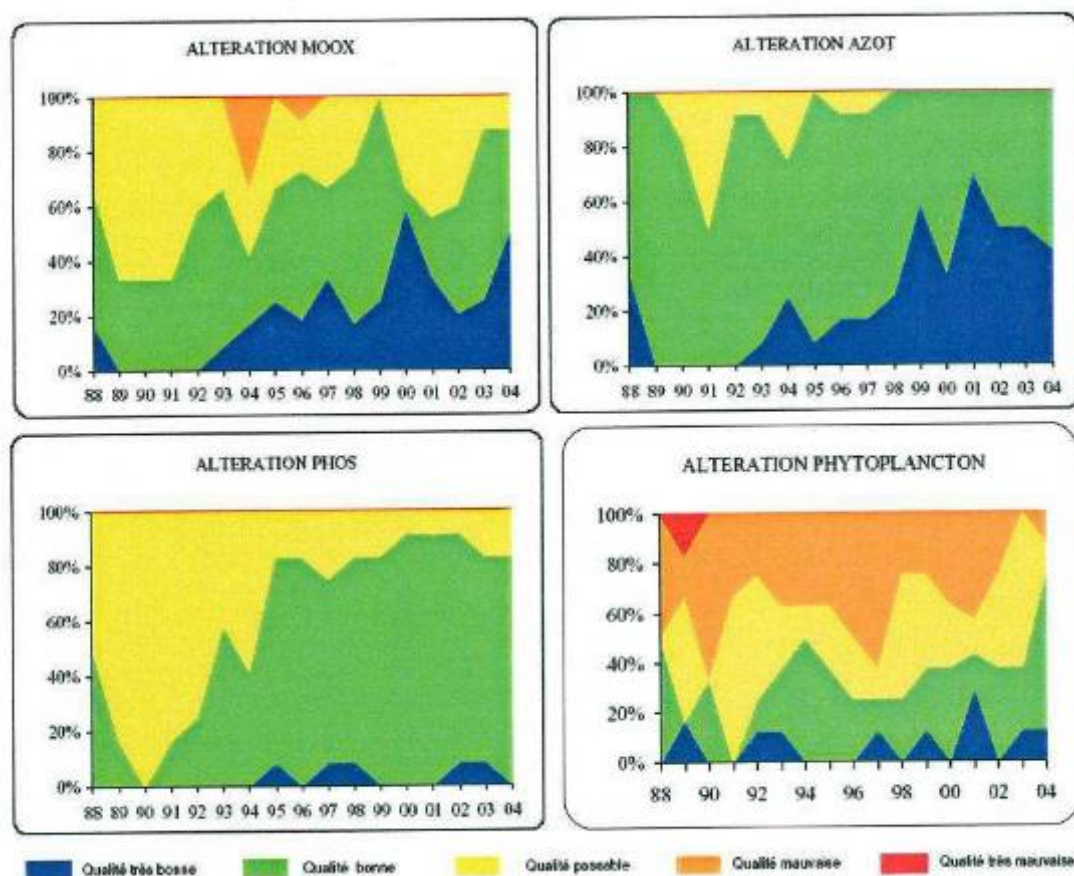 ALTERATION MOOX
100%
80%
60%
40%
20%
0%
88 89 90 91 92 93 94 95 96 97 98 99 00 01 02 03 04
ALTERATION AZOT
100%
80%
60%
40%
20%
0%
88 89 90 91 92 93 94 95 96 97 98 99 00 01 02 03 04
ALTERATION PHOS
100%
80%
60%
40%
20%
0%
88 89 90 91 92 93 94 95 96 97 98 99 00 01 02 03 04
ALTERATION PHYTOPLANCTON
100%
80%
60%
40%
20%
0%
88 90 92 94 96 98 00 02 04
Qualité très bosse
Qualité bonne
Qualité passable
Qualité mauvaise
Qualité très mauvaise